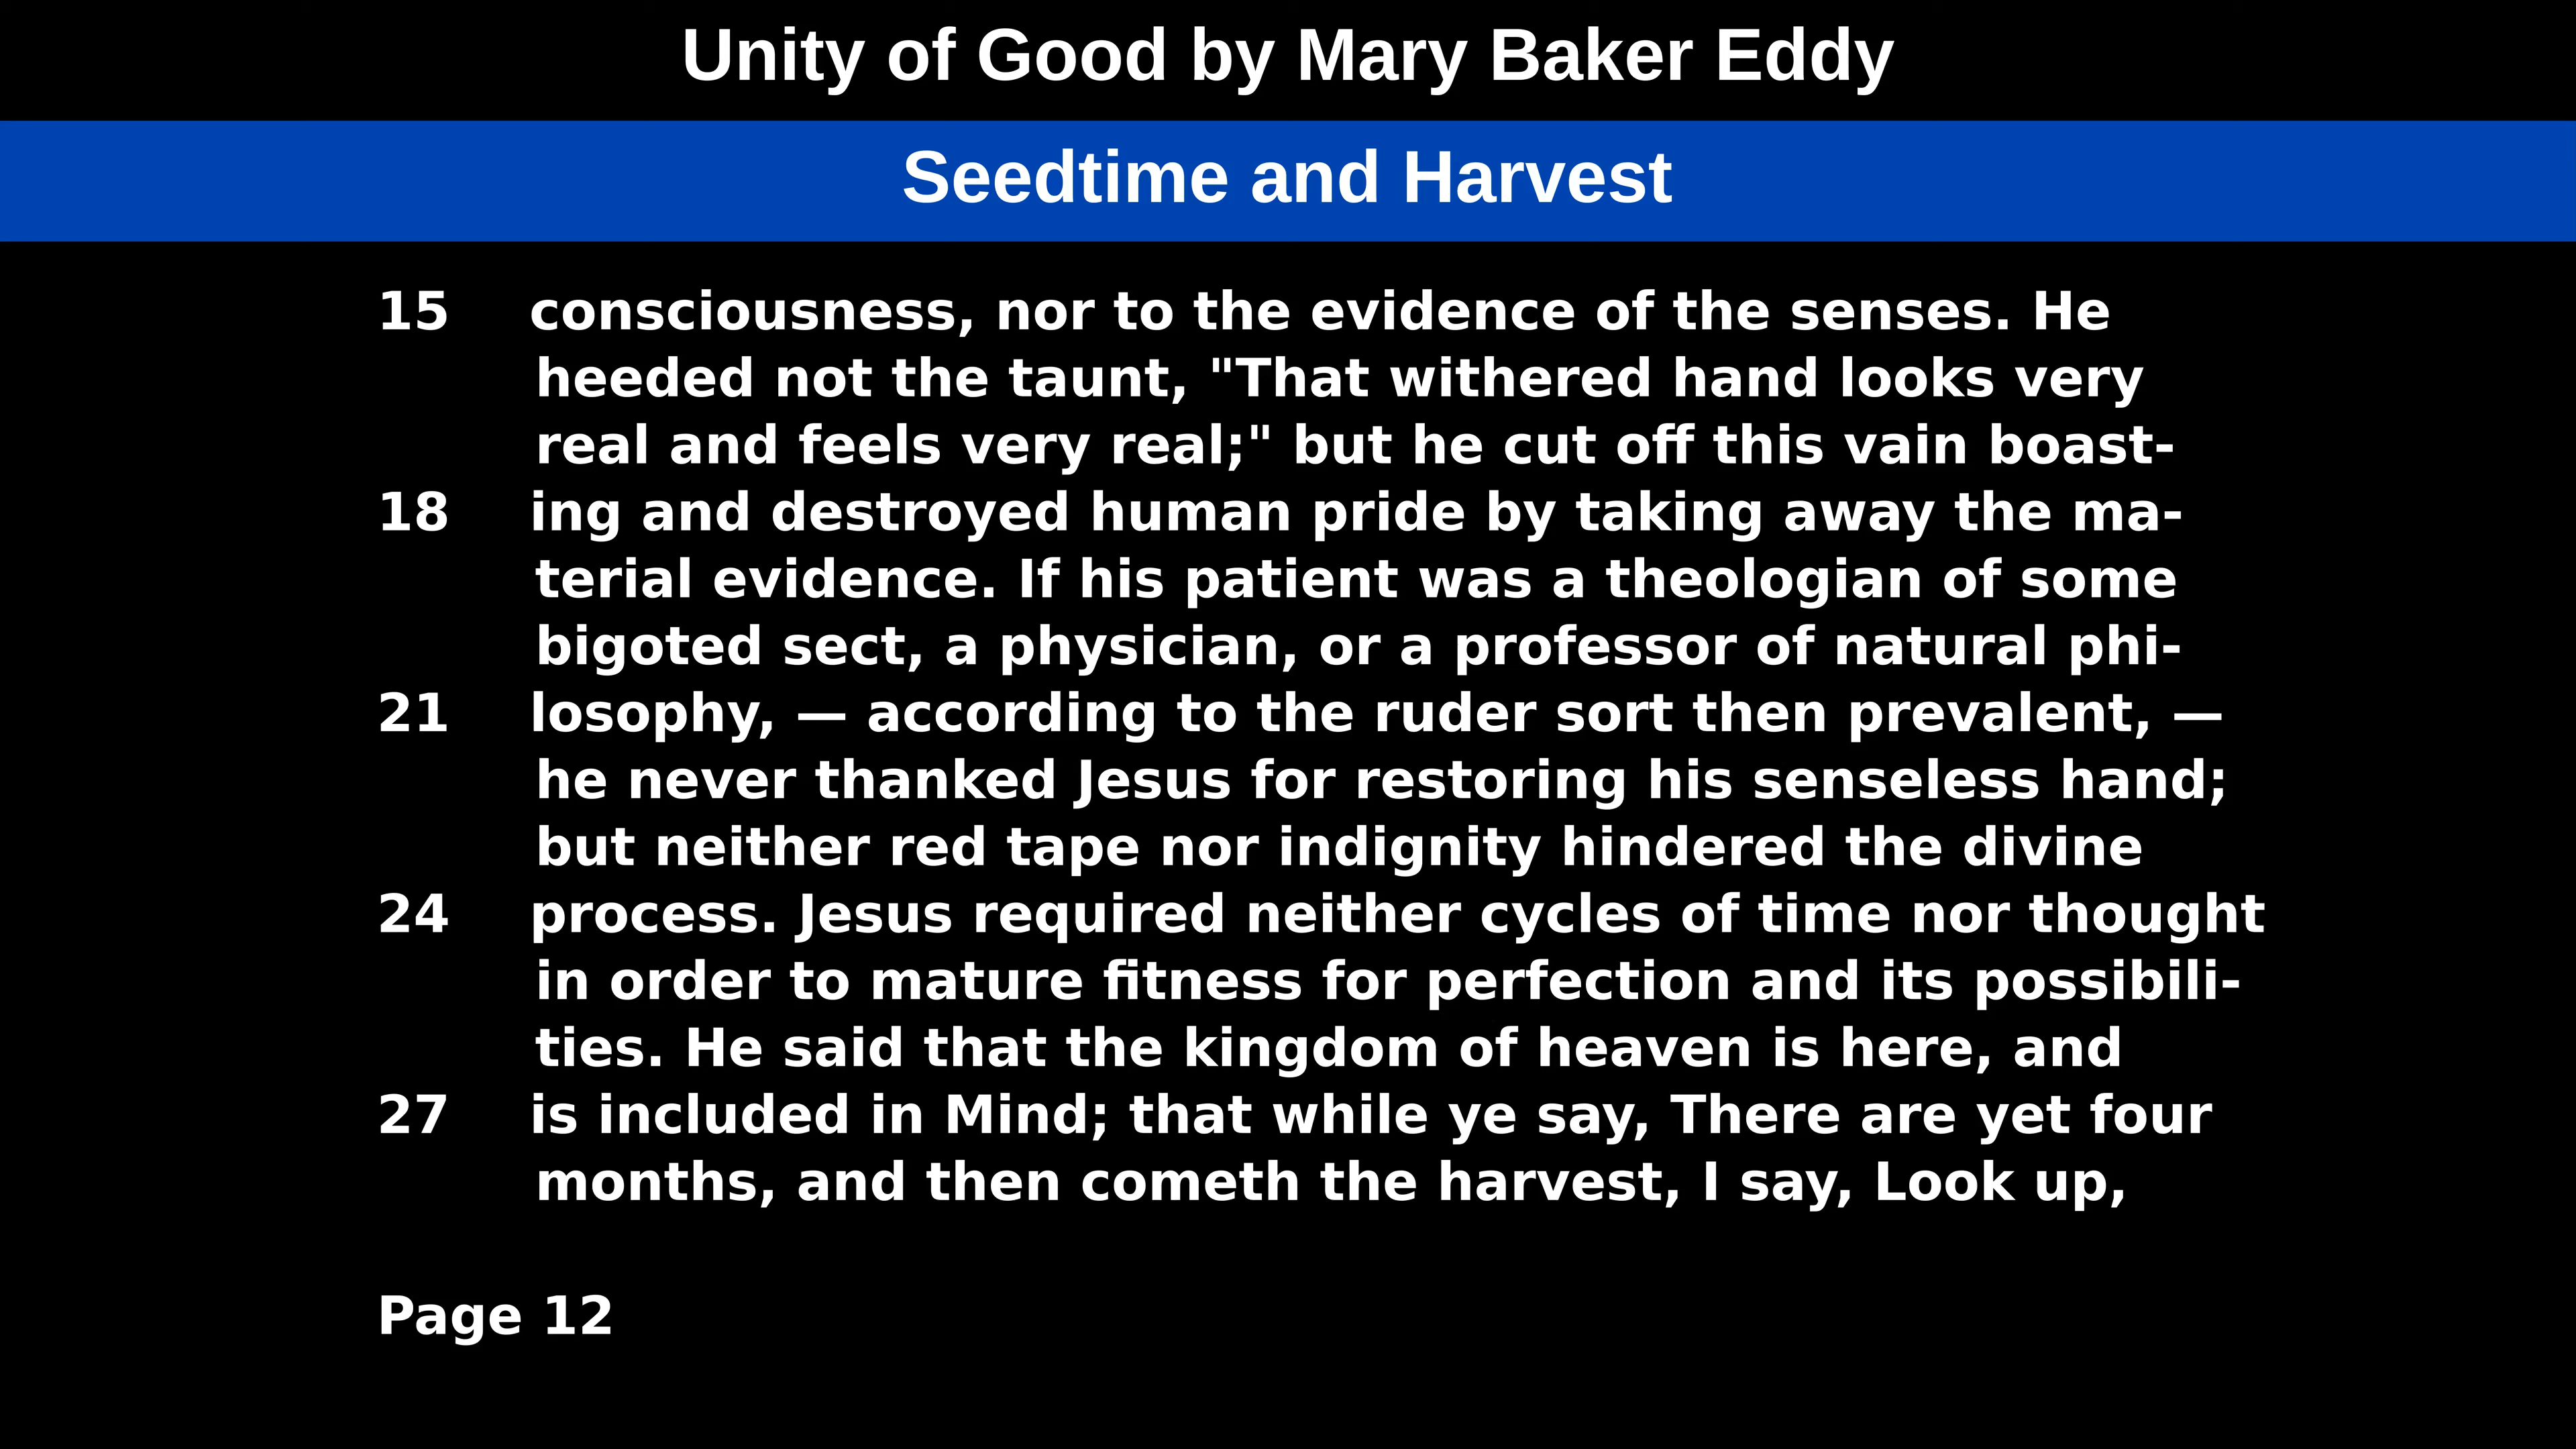 Unity of Good by Mary Baker Eddy
Seedtime and Harvest
15 consciousness, nor to the evidence of the senses. He
heeded not the taunt, "That withered hand looks very
real and feels very real;" but he cut off this vain boast-
18 ing and destroyed human pride by taking away the ma-
terial evidence. If his patient was a theologian of some
bigoted sect, a physician, or a professor of natural phi-
21 losophy, — according to the ruder sort then prevalent, —
he never thanked Jesus for restoring his senseless hand;
but neither red tape nor indignity hindered the divine
24 process. Jesus required neither cycles of time nor thought
in order to mature fitness for perfection and its possibili-
ties. He said that the kingdom of heaven is here, and
27 is included in Mind; that while ye say, There are yet four
months, and then cometh the harvest, I say, Look up,
Page 12